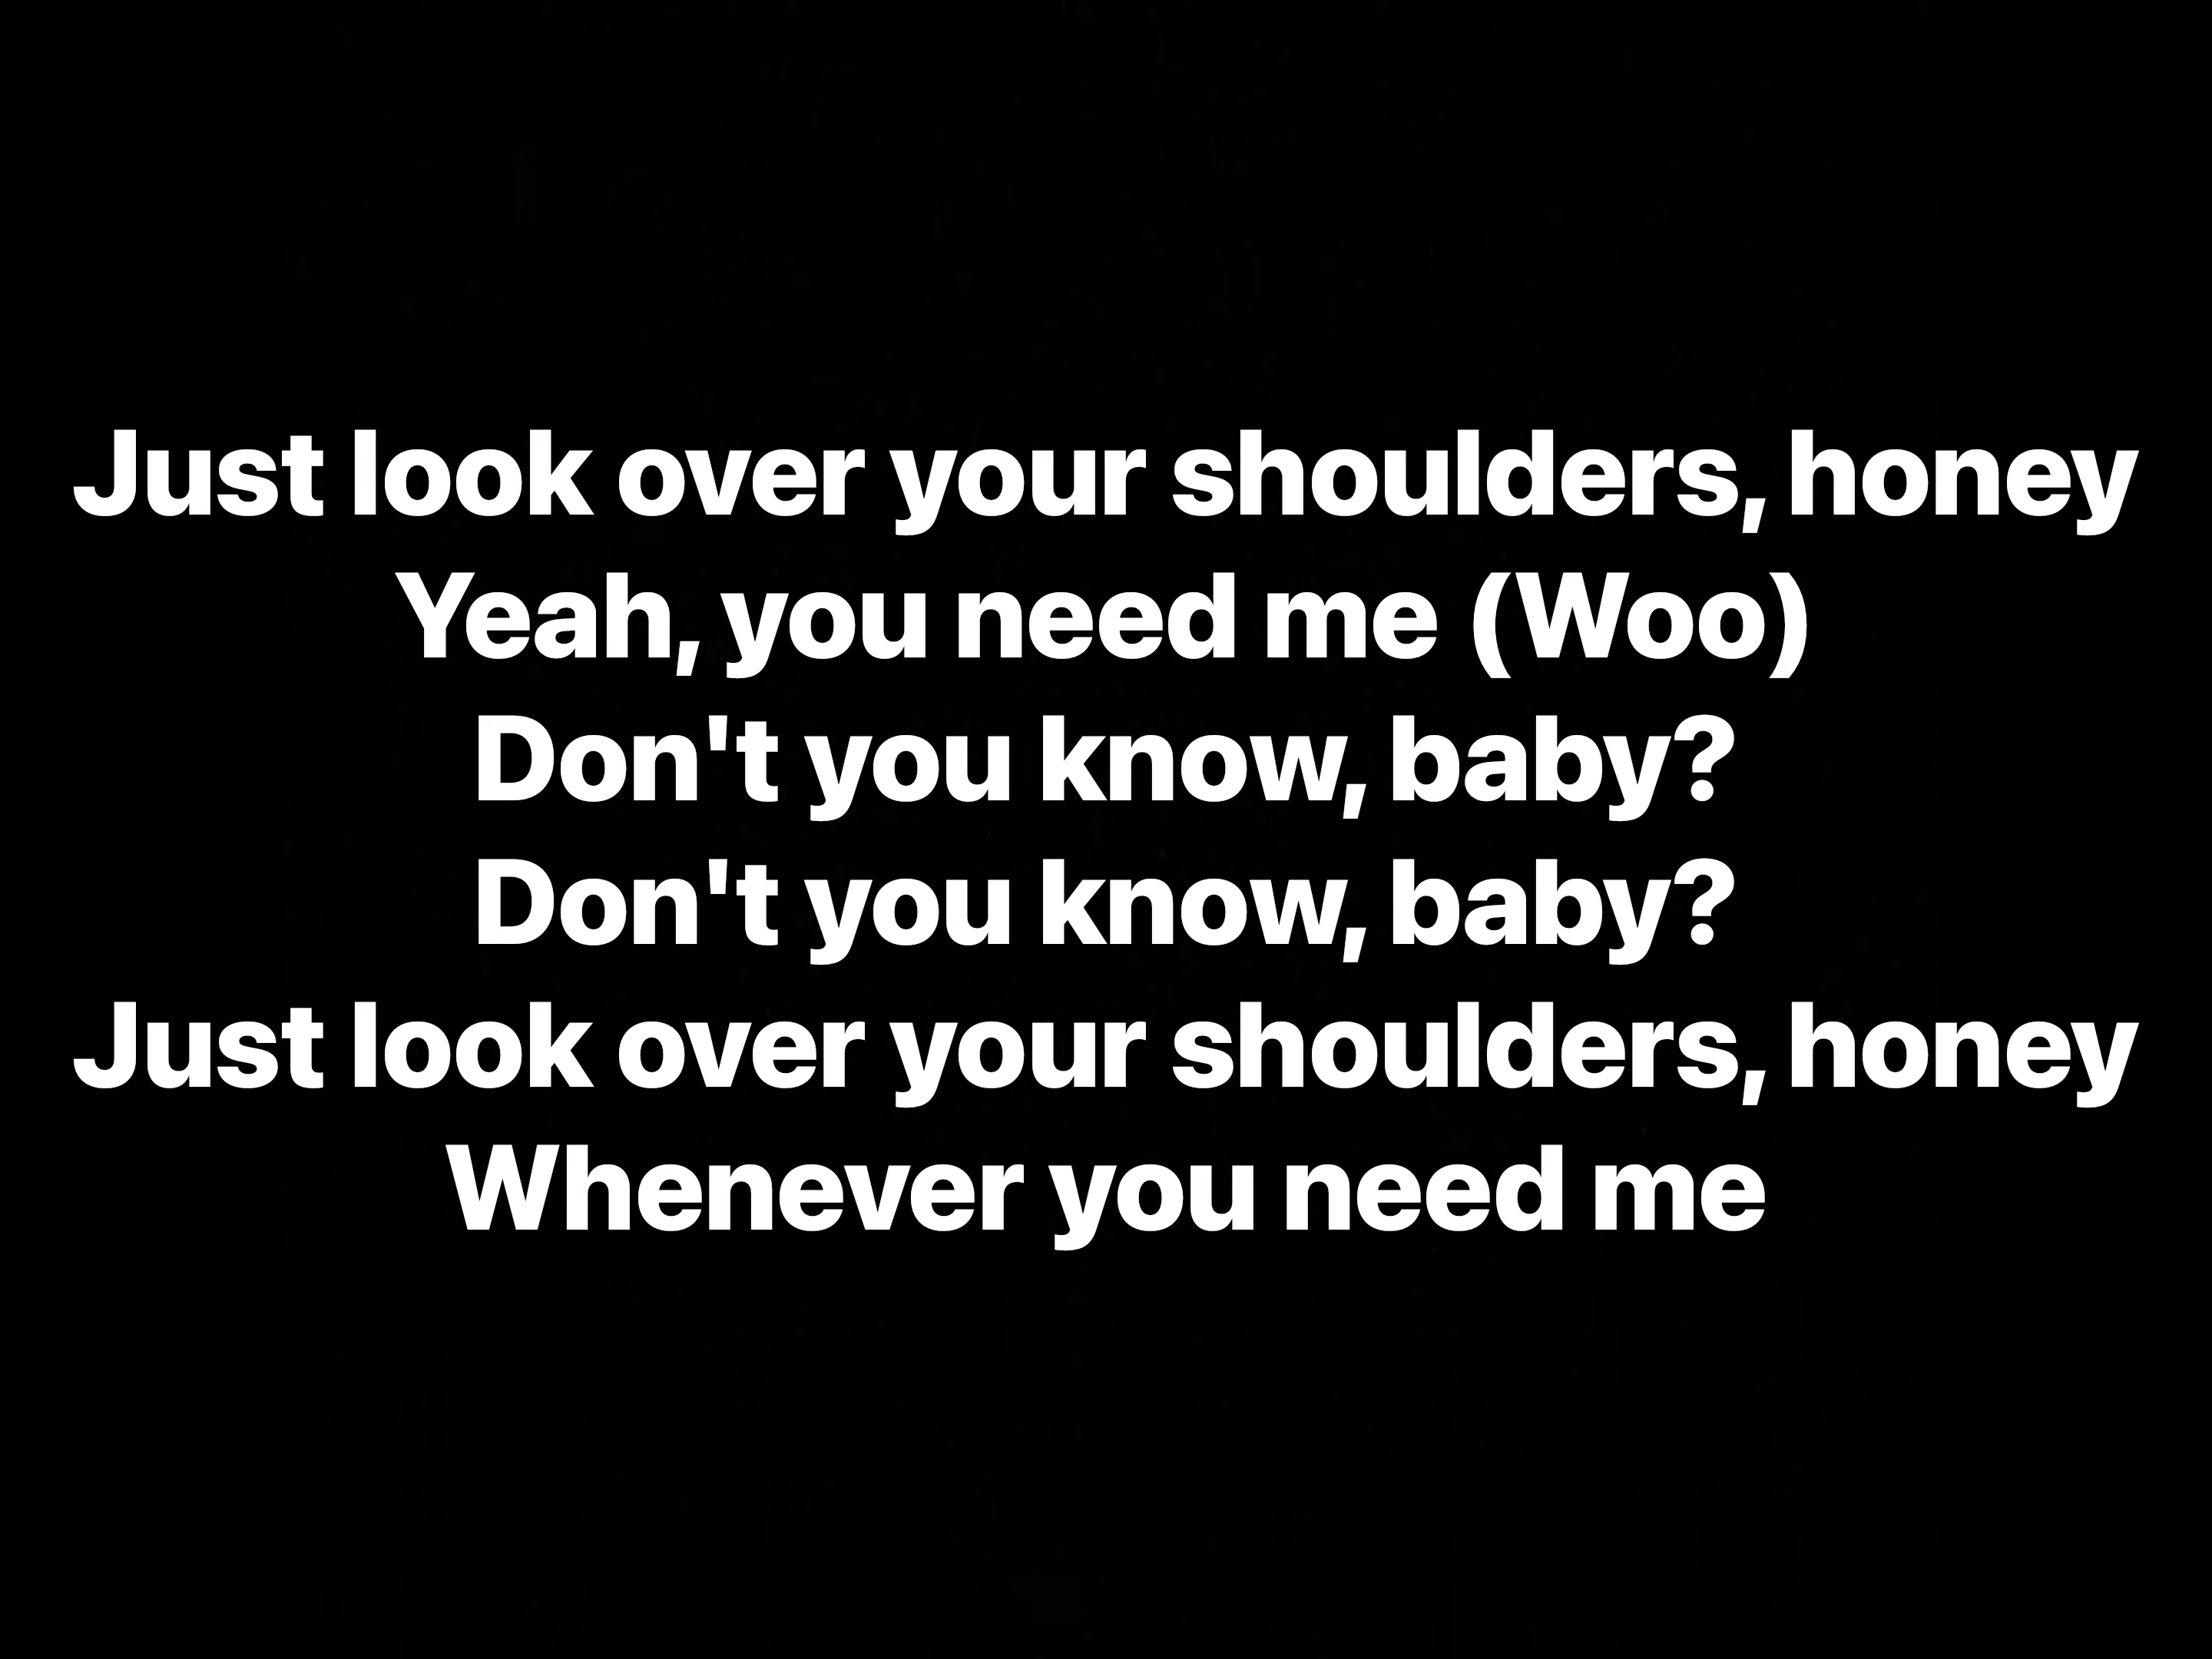 Just look over your shoulders, honey
Yeah, you need me (Woo)
Don't you know, baby?
Don't you know, baby?
Just look over your shoulders, honey
Whenever you need me